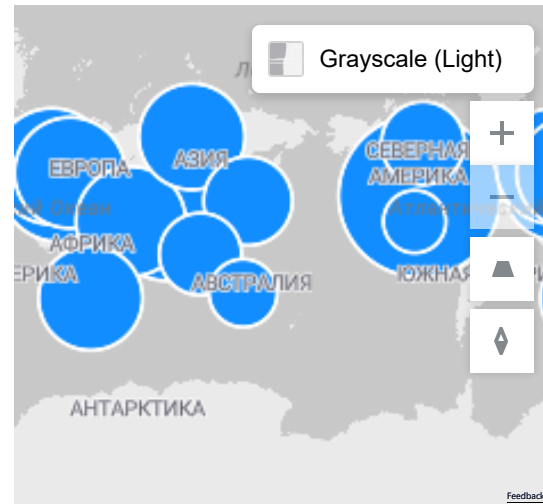 Grayscale (Light)
СЕВЕРНАЯ
АМЕРИКА
ЕВРОПА
АЗИЯ
АФРИКА
АВСТРАЛИЯ
ЮЖНАЯ
АНТАРКТИКА
Feedback